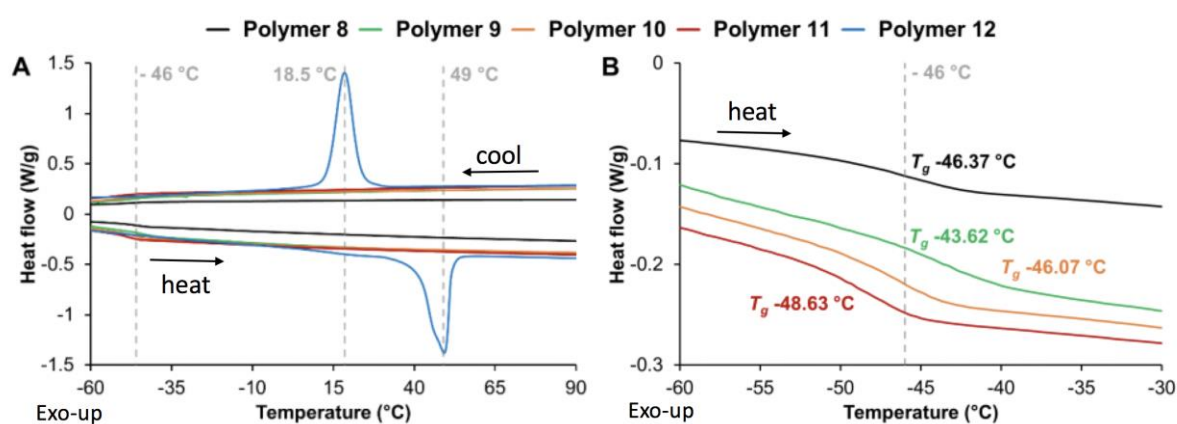 Polymer 8 Polymer 9 Polymer 10 Polymer 11 Polymer 12
A
1.5
1
0.5
0
-0.5
-1
-1.5
Heat flow (W/g)
- 46 °C
18.5 °C
49 °C
cool
heat
-60 -35 -10 15 40 65 90
Exo-up
Temperature (°C)
B
0
-0.1
-0.2
-0.3
Heat flow (W/g)
- 46 °C
heat
Tg -46.37 °C
Tg -43.62 °C
Tg -46.07 °C
Tg -48.63 °C
-60 -55 -50 -45 -40 -35 -30
Exo-up
Temperature (°C)